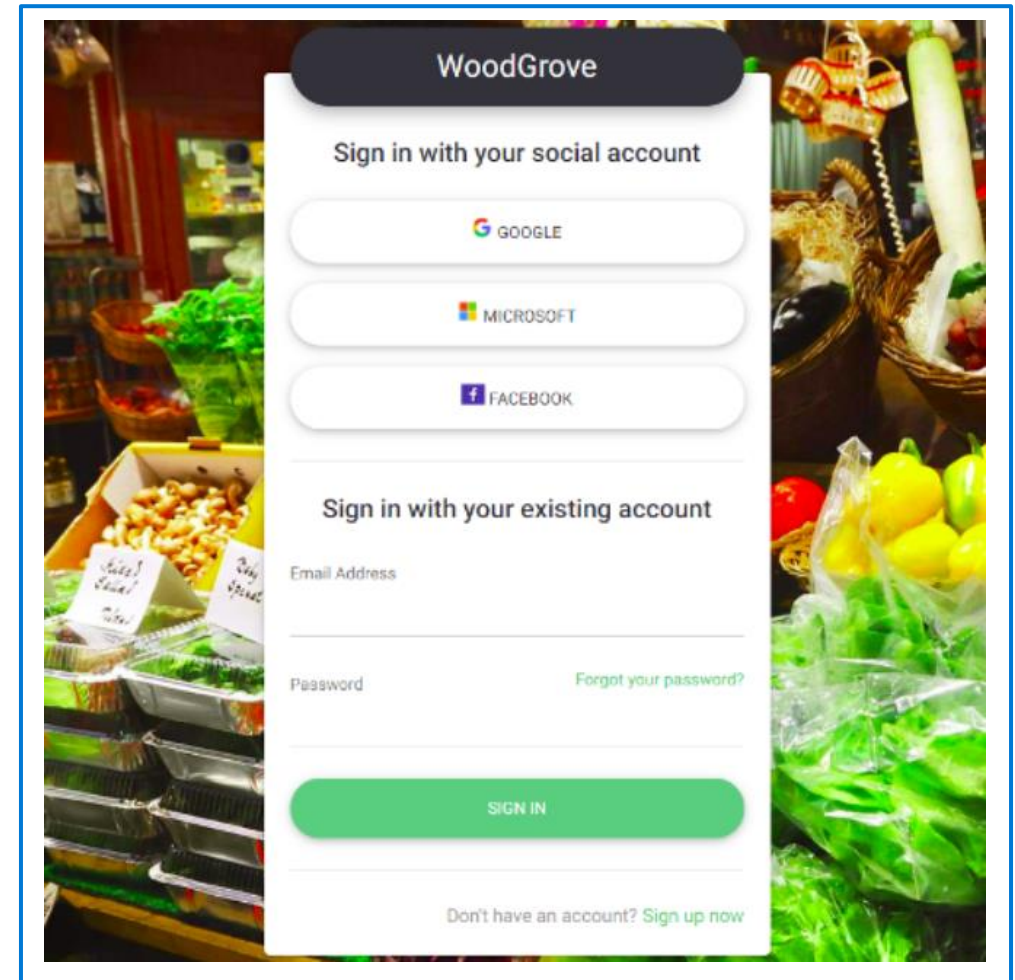 WoodGrove
Sign in with your social account
GOOGLE
MICROSOFT
FACEBOOK
Sign in with your existing account
Email Address
Password
Forgot your password?
SIGN IN
Don't have an account? Sign up now